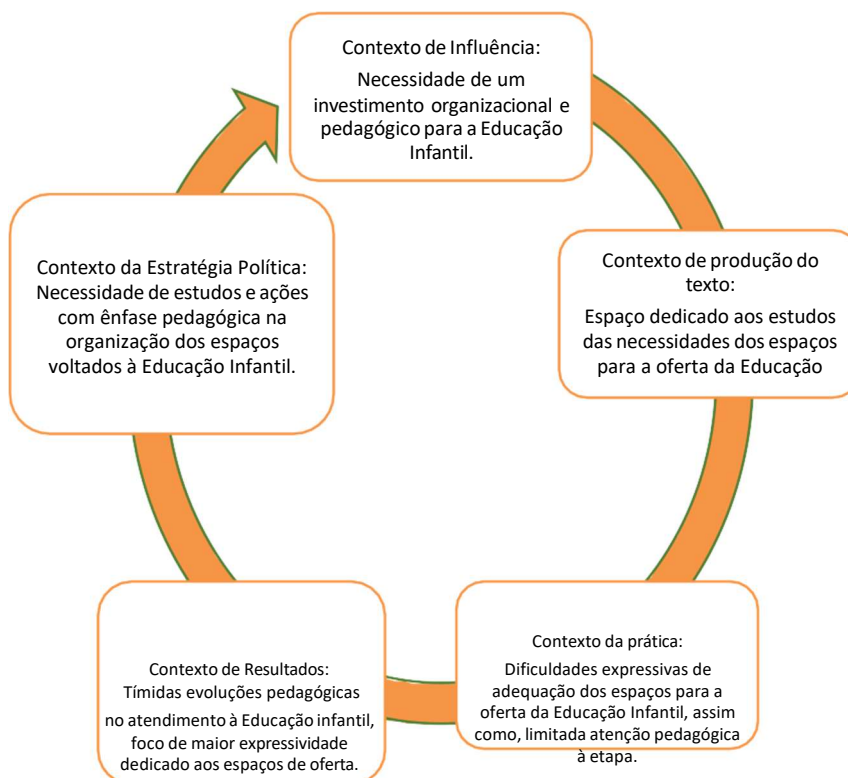 Contexto de Influência:
Necessidade de um
investimento organizacional e
pedagógico para a Educação
Infantil.
Contexto de produção do
texto:
Espaço dedicado aos estudos
das necessidades dos espaços
para a oferta da Educação
Contexto da prática:
Dificuldades expressivas de
adequação dos espaços para a
oferta da Educação Infantil, assim
como, limitada atenção pedagógica
à etapa.
Contexto de Resultados:
Tímidas evoluções pedagógicas
no atendimento à Educação infantil,
foco de maior expressividade
dedicado aos espaços de oferta.
Contexto da Estratégia Política:
Necessidade de estudos e ações
com ênfase pedagógica na
organização dos espaços
voltados à Educação Infantil.